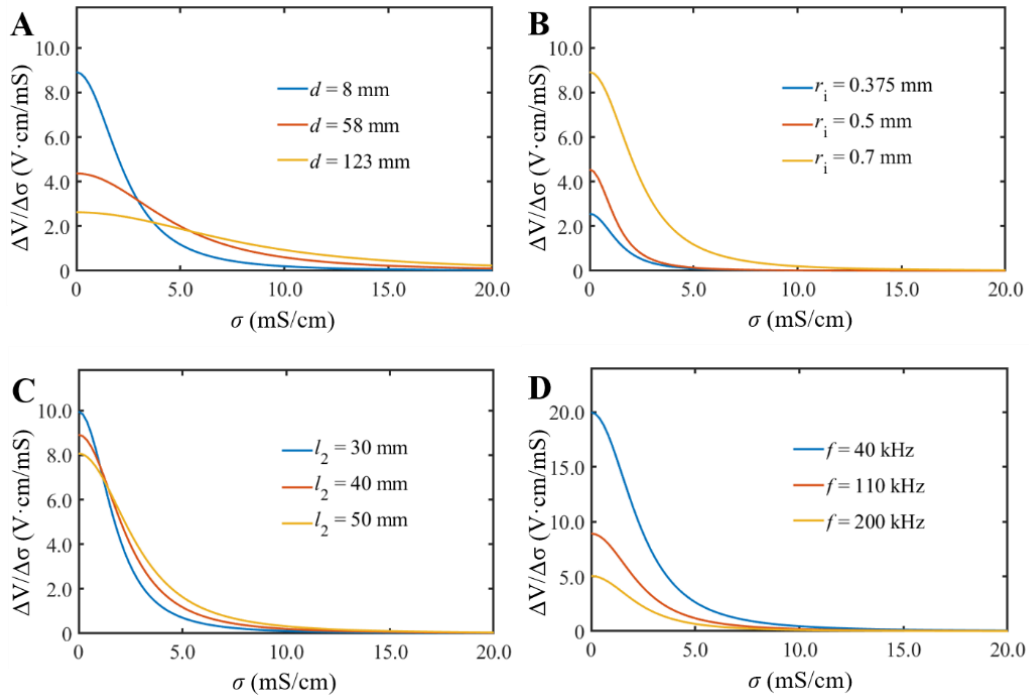 A
ΔV/Δσ (V·cm/mS)
10.0
8.0
6.0
4.0
2.0
0
d = 8 mm
d = 58 mm
d = 123 mm
0 5.0 10.0 15.0 20.0
σ (mS/cm)
B
ΔV/Δσ (V·cm/mS)
10.0
8.0
6.0
4.0
2.0
0
rᵢ = 0.375 mm
rᵢ = 0.5 mm
rᵢ = 0.7 mm
0 5.0 10.0 15.0 20.0
σ (mS/cm)
C
ΔV/Δσ (V·cm/mS)
10.0
8.0
6.0
4.0
2.0
0
l₂ = 30 mm
l₂ = 40 mm
l₂ = 50 mm
0 5.0 10.0 15.0 20.0
σ (mS/cm)
D
ΔV/Δσ (V·cm/mS)
20.0
15.0
10.0
5.0
0
f = 40 kHz
f = 110 kHz
f = 200 kHz
0 5.0 10.0 15.0 20.0
σ (mS/cm)